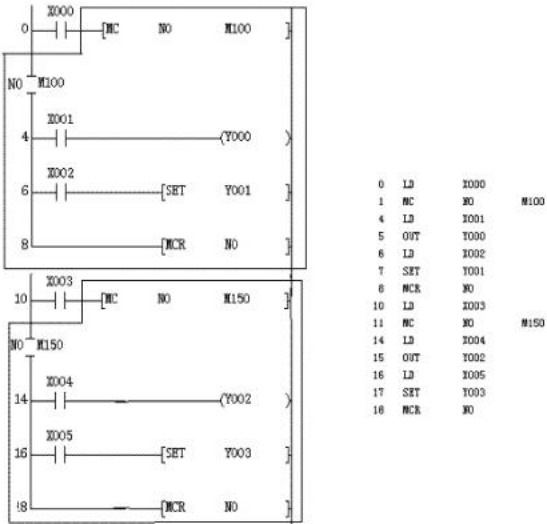 X000
0 [MC N0 M100 ]
N0 M100
X001
4 (Y000 )
X002
6 [SET Y001 ]
8 [MCR N0 ]
X003
10 [MC N0 M150 ]
N0 M150
X004
14 (Y002 )
X005
16 [SET Y003 ]
18 [MCR N0 ]
0 LD X000
1 MC N0 M100
4 LD X001
5 OUT Y000
6 LD X002
7 SET Y001
8 MCR N0
10 LD X003
11 MC N0 M150
14 LD X004
15 OUT Y002
16 LD X005
17 SET Y003
18 MCR N0